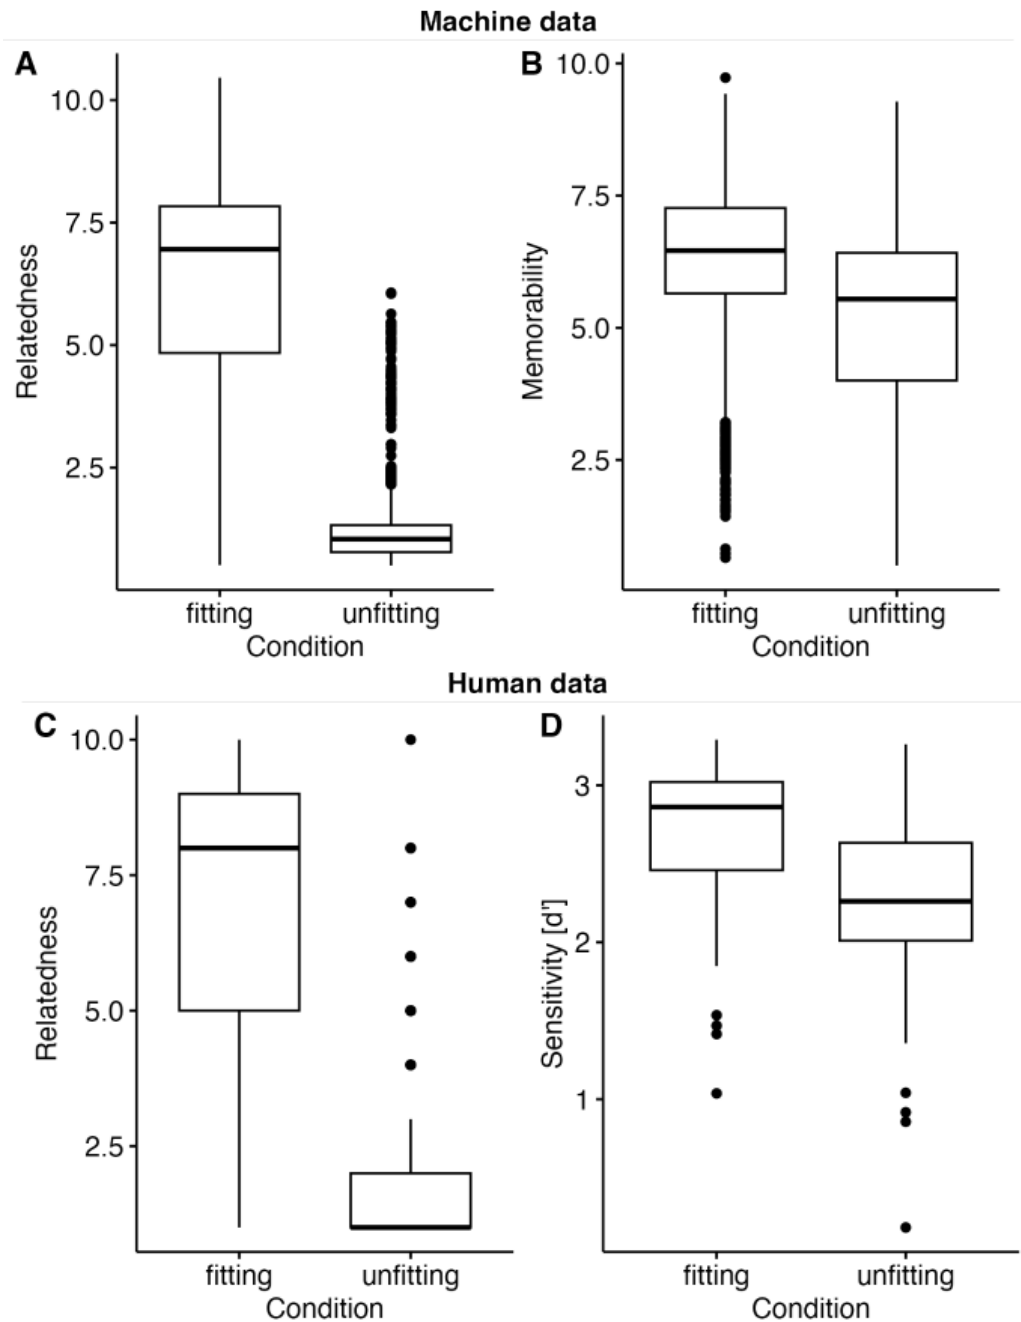 Machine data
A
10.0
7.5
5.0
2.5
Relatedness
fitting unfitting
Condition
B
10.0
7.5
5.0
2.5
Memorability
fitting unfitting
Condition
Human data
C
10.0
7.5
5.0
2.5
Relatedness
fitting unfitting
Condition
D
3
2
1
Sensitivity [d']
fitting unfitting
Condition